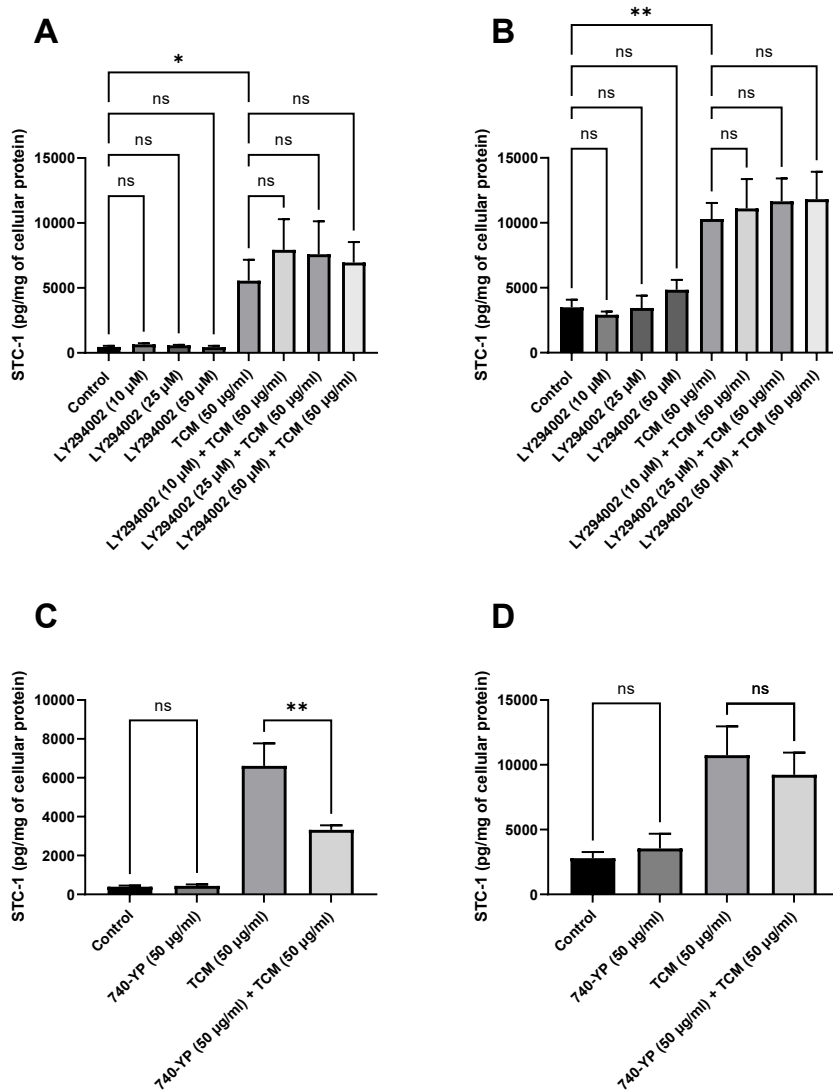 A
*
ns
ns
ns
ns
ns
ns
STC-1 (pg/mg of cellular protein)
15000
10000
5000
0
Control
LY294002 (10 µM)
LY294002 (25 µM)
LY294002 (50 µM)
TCM (50 µg/ml)
LY294002 (10 µM) + TCM (50 µg/ml)
LY294002 (25 µM) + TCM (50 µg/ml)
LY294002 (50 µM) + TCM (50 µg/ml)
B
**
ns
ns
ns
ns
ns
ns
STC-1 (pg/mg of cellular protein)
15000
10000
5000
0
Control
LY294002 (10 µM)
LY294002 (25 µM)
LY294002 (50 µM)
TCM (50 µg/ml)
LY294002 (10 µM) + TCM (50 µg/ml)
LY294002 (25 µM) + TCM (50 µg/ml)
LY294002 (50 µM) + TCM (50 µg/ml)
C
ns
**
STC-1 (pg/mg of cellular protein)
10000
8000
6000
4000
2000
0
Control
740-YP (50 µg/ml)
TCM (50 µg/ml)
740-YP (50 µg/ml) + TCM (50 µg/ml)
D
ns
ns
STC-1 (pg/mg of cellular protein)
15000
10000
5000
0
Control
740-YP (50 µg/ml)
TCM (50 µg/ml)
740-YP (50 µg/ml) + TCM (50 µg/ml)